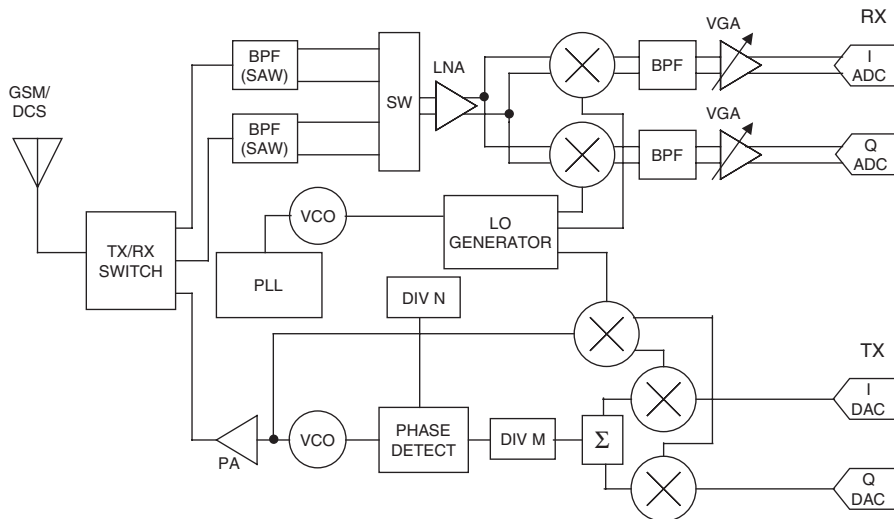 RX
VGA
BPF
(SAW)
LNA
SW
BPF
I
ADC
GSM/
DCS
VGA
BPF
(SAW)
BPF
Q
ADC
VCO
LO
GENERATOR
TX/RX
SWITCH
PLL
DIV N
TX
I
DAC
PA
VCO
PHASE
DETECT
DIV M
Σ
Q
DAC